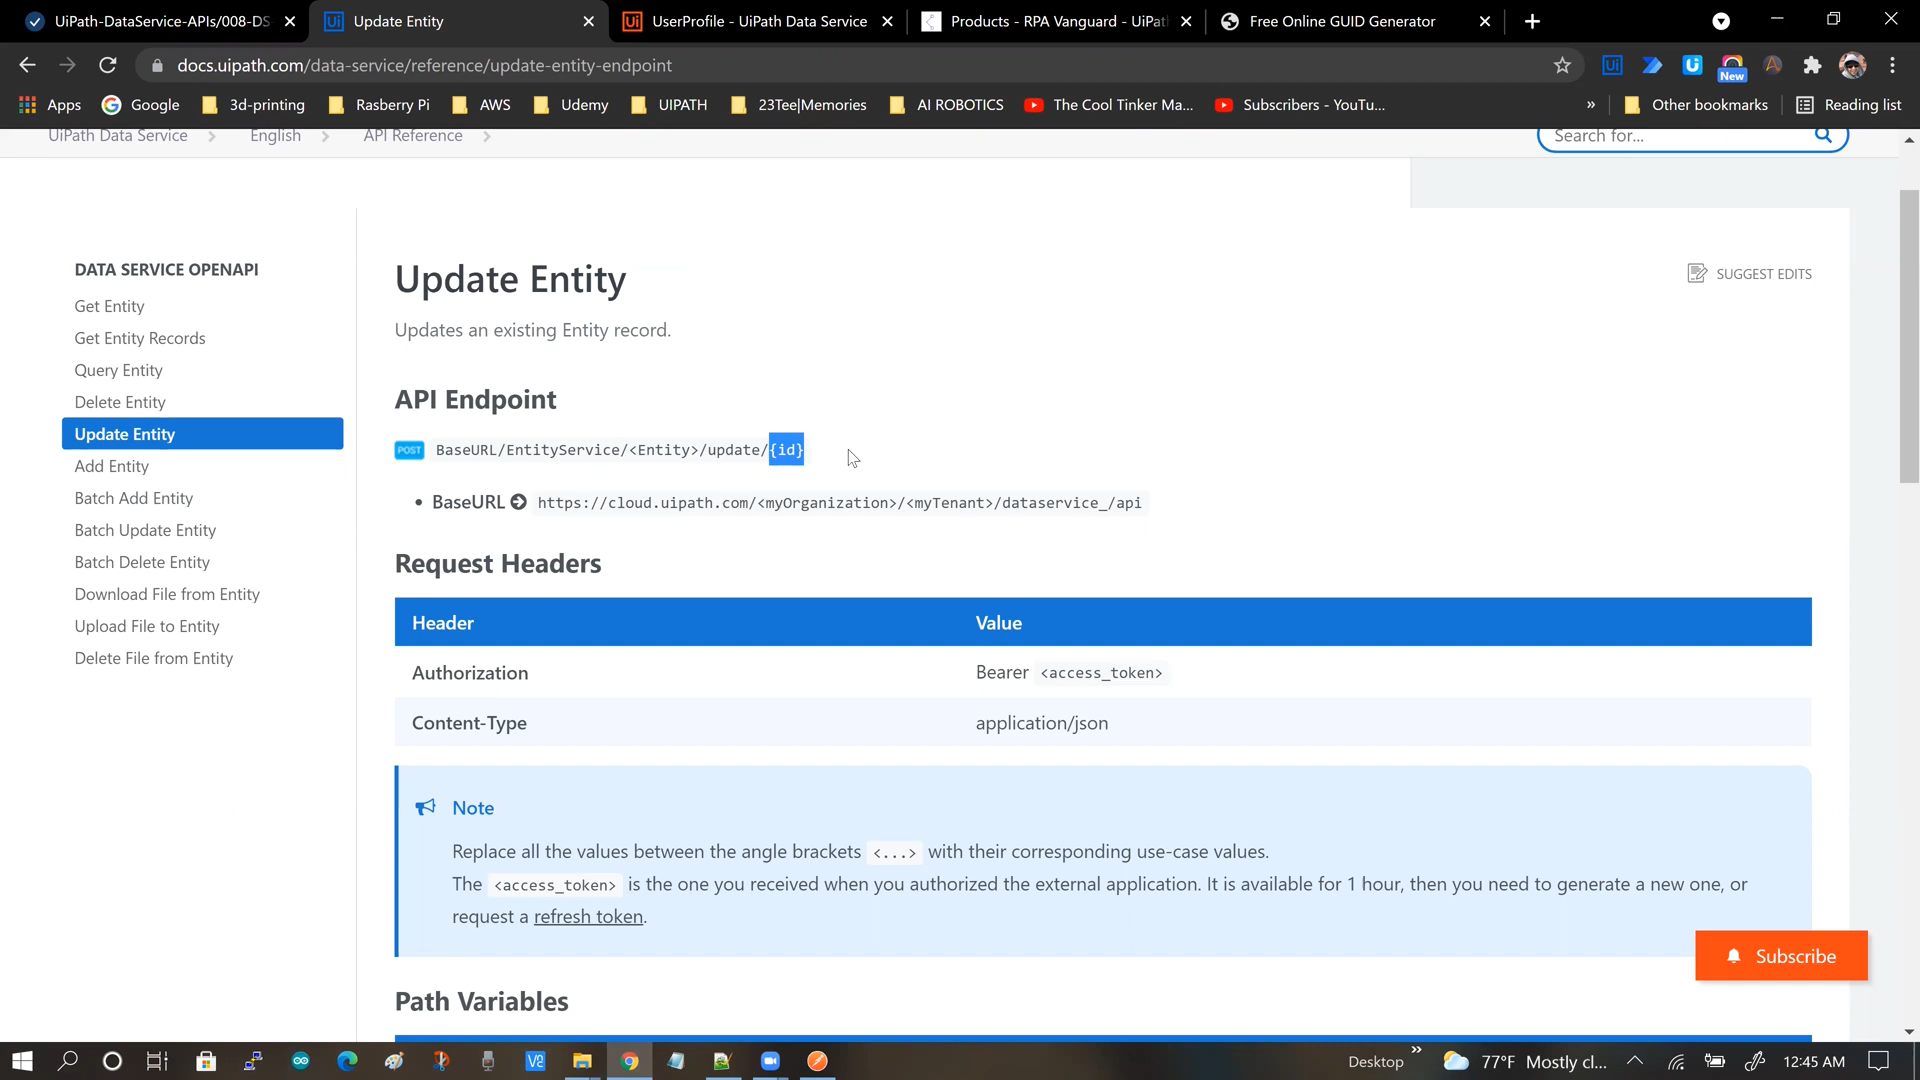 UiPath-DataService-APIs/008-DS
Update Entity
UserProfile - UiPath Data Service
Products - RPA Vanguard - UiPat
Free Online GUID Generator
docs.uipath.com/data-service/reference/update-entity-endpoint
New
Apps
Google
3d-printing
Rasberry Pi
AWS
Udemy
UIPATH
23Tee|Memories
AI ROBOTICS
The Cool Tinker Ma...
Subscribers - YouTu...
»
Other bookmarks
Reading list
UiPath Data Service
English
API Reference
Search for...
DATA SERVICE OPENAPI
Get Entity
Get Entity Records
Query Entity
Delete Entity
Update Entity
Add Entity
Batch Add Entity
Batch Update Entity
Batch Delete Entity
Download File from Entity
Upload File to Entity
Delete File from Entity
Update Entity
SUGGEST EDITS
Updates an existing Entity record.
API Endpoint
POST BaseURL/EntityService/<Entity>/update/{id}
• BaseURL https://cloud.uipath.com/<myOrganization>/<myTenant>/dataservice_/api
Request Headers
Header Value
Authorization Bearer <access_token>
Content-Type application/json
Note
Replace all the values between the angle brackets <...> with their corresponding use-case values.
The <access_token> is the one you received when you authorized the external application. It is available for 1 hour, then you need to generate a new one, or
request a refresh token.
Subscribe
Path Variables
Desktop
»
77°F Mostly cl...
12:45 AM